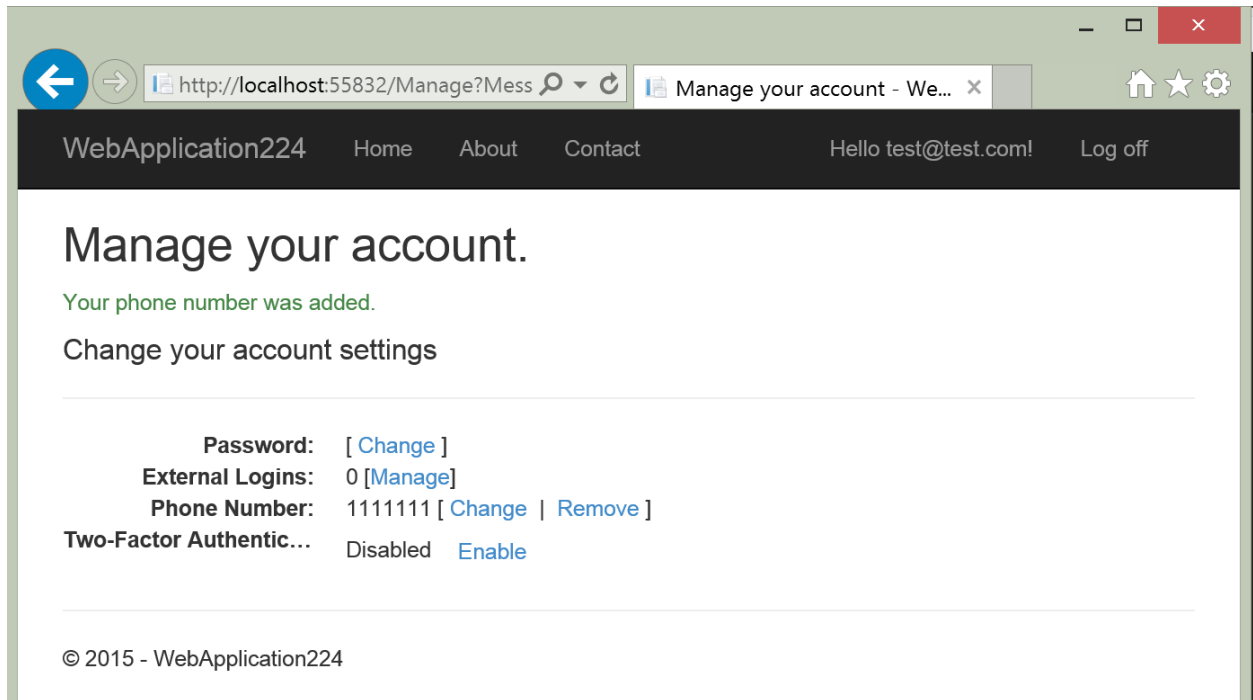 http://localhost:55832/Manage?Mess
Manage your account - We...
WebApplication224 Home About Contact Hello test@test.com! Log off
Manage your account.
Your phone number was added.
Change your account settings
Password: [ Change ]
External Logins: 0 [Manage]
Phone Number: 1111111 [ Change | Remove ]
Two-Factor Authentic... Disabled Enable
© 2015 - WebApplication224